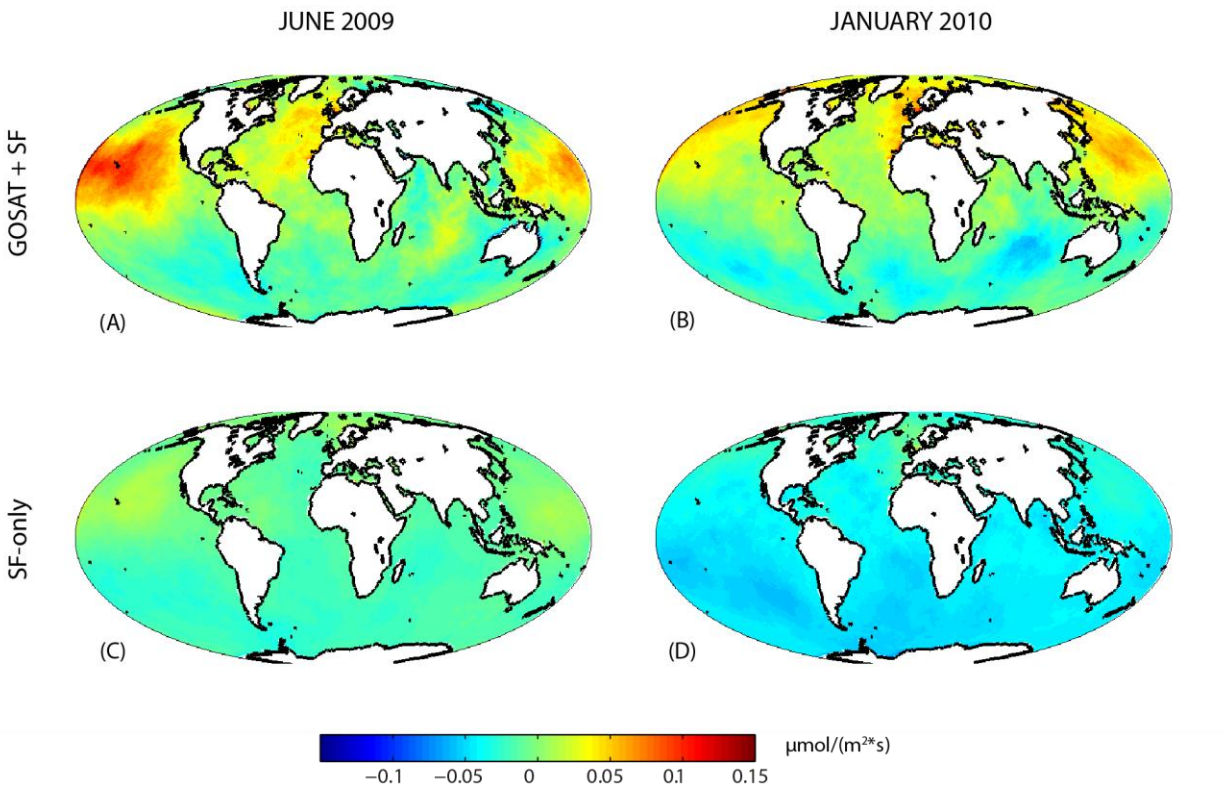 JUNE 2009
JANUARY 2010
GOSAT + SF
(A)
(B)
SF-only
(C)
(D)
−0.1 −0.05 0 0.05 0.1 0.15
μmol/(m²*s)